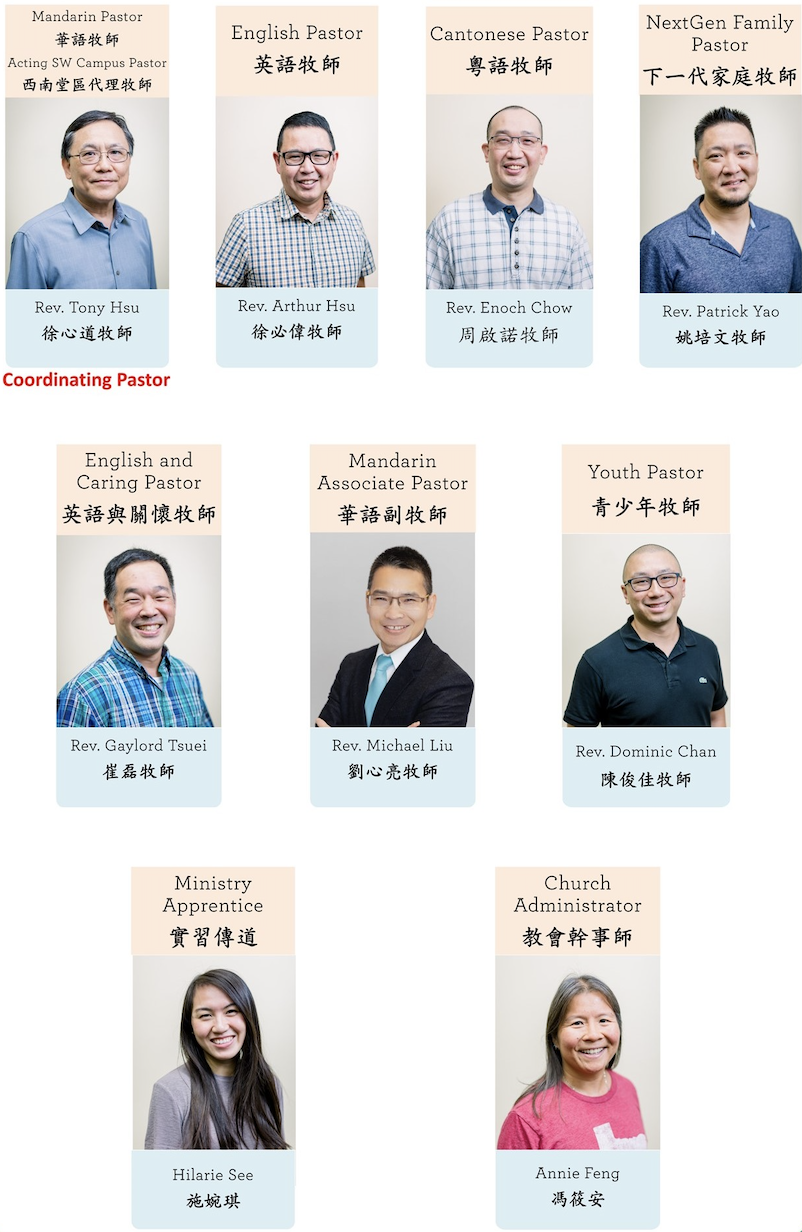 Mandarin Pastor
華語牧師
Acting SW Campus Pastor
西南堂區代理牧師
Rev. Tony Hsu
徐心道牧師
Coordinating Pastor
English Pastor
英語牧師
Rev. Arthur Hsu
徐必偉牧師
Cantonese Pastor
粵語牧師
Rev. Enoch Chow
周啟諾牧師
NextGen Family
Pastor
下一代家庭牧師
Rev. Patrick Yao
姚培文牧師
English and
Caring Pastor
英語與關懷牧師
Rev. Gaylord Tsuei
崔磊牧師
Mandarin
Associate Pastor
華語副牧師
Rev. Michael Liu
劉心亮牧師
Youth Pastor
青少年牧師
Rev. Dominic Chan
陳俊佳牧師
Ministry
Apprentice
實習傳道
Hilarie See
施婉琪
Church
Administrator
教會幹事師
Annie Feng
馮筱安